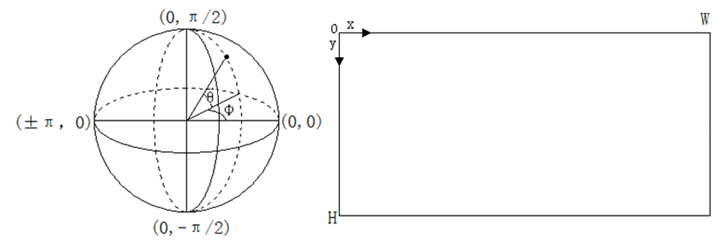 (0, π/2)
θ
Φ
(±π, 0)
(0,0)
(0,-π/2)
0
x
W
y
H